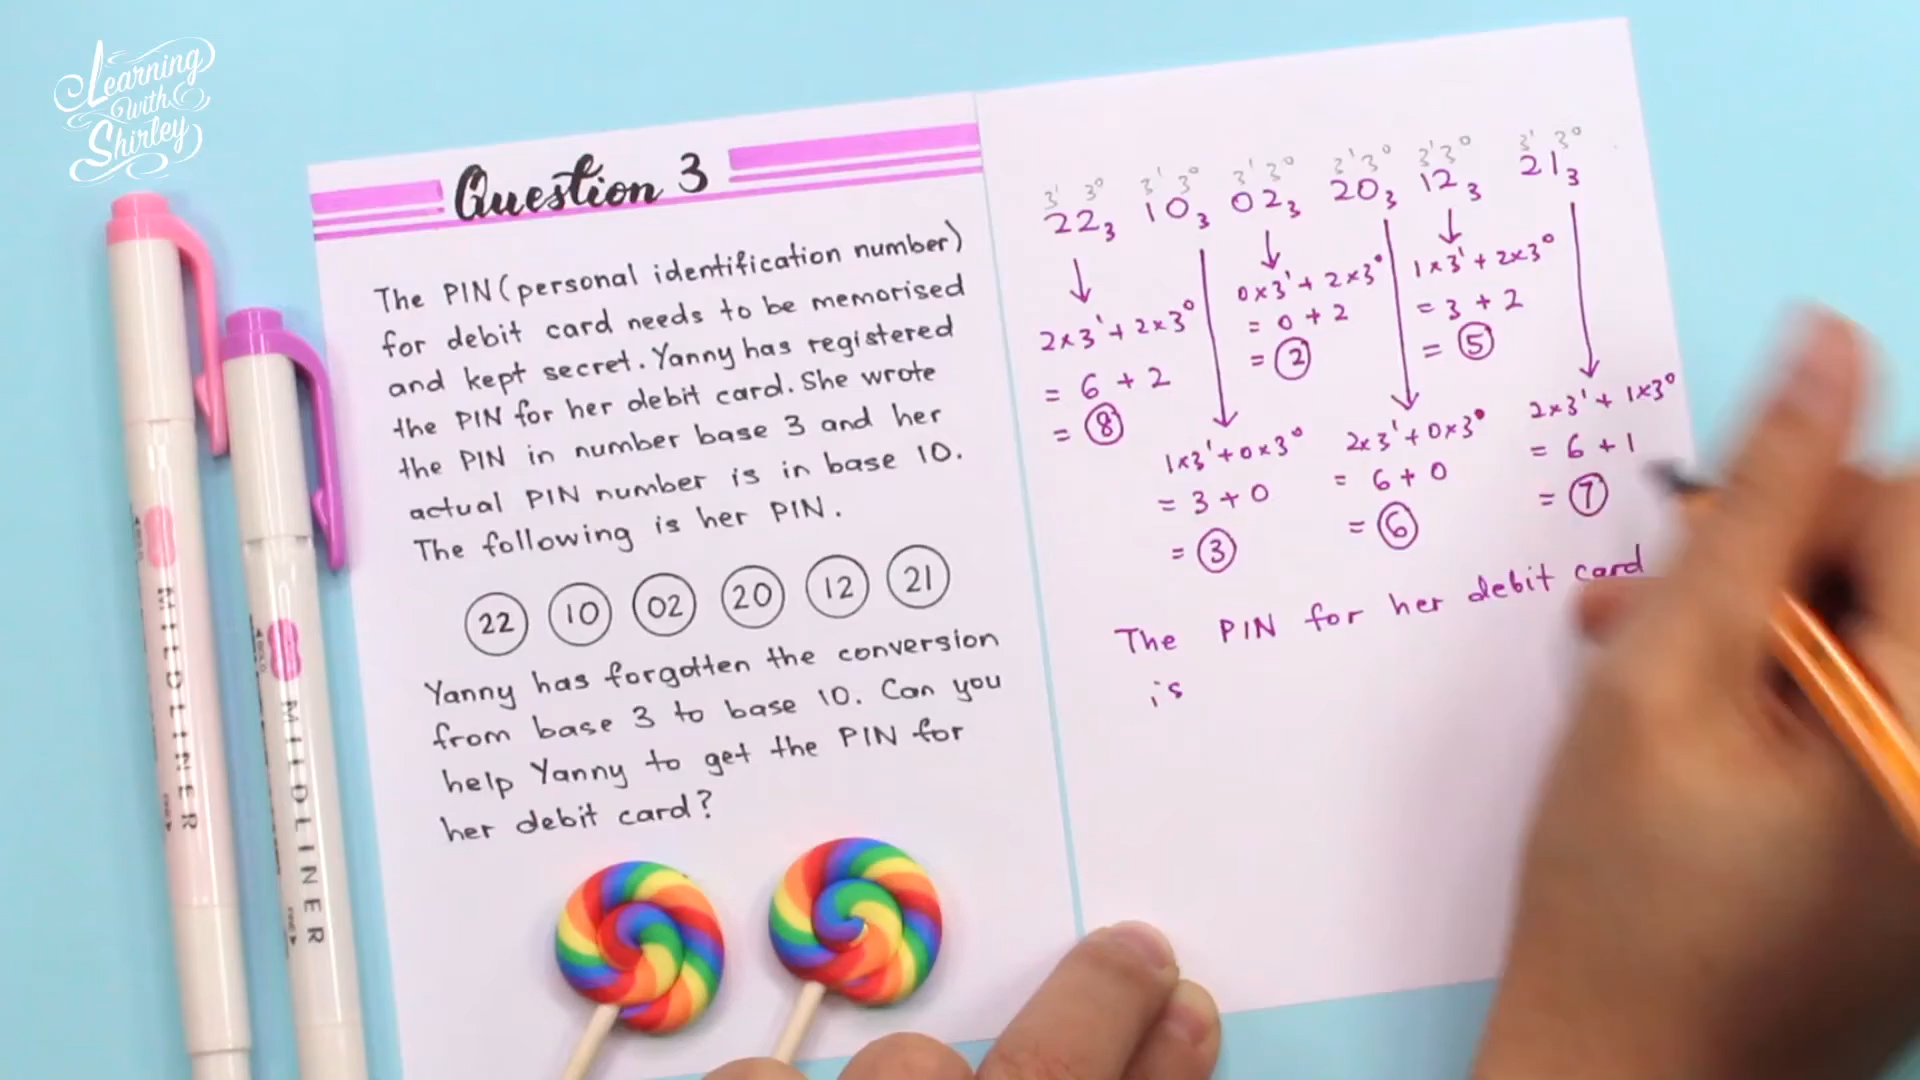 Learning
with
Shirley
Question 3
The PIN (personal identification number)
for debit card needs to be memorised
and kept secret. Yanny has registered
the PIN for her debit card. She wrote
the PIN in number base 3 and her
actual PIN number is in base 10.
The following is her PIN.
22 10 02 20 12 21
Yanny has forgotten the conversion
from base 3 to base 10. Can you
help Yanny to get the PIN for
her debit card?
3¹ 3⁰ 3¹ 3⁰ 3¹ 3⁰ 3¹ 3⁰ 3¹ 3⁰ 3¹ 3⁰
22₃ 10₃ 02₃ 20₃ 12₃ 21₃
2×3¹ + 2×3⁰
= 6 + 2
= 8
1×3¹ + 0×3⁰
= 3 + 0
= 3
0×3¹ + 2×3⁰
= 0 + 2
= 2
2×3¹ + 0×3⁰
= 6 + 0
= 6
1×3¹ + 2×3⁰
= 3 + 2
= 5
2×3¹ + 1×3⁰
= 6 + 1
= 7
The PIN for her debit card
is
MILDLINER
MILDLINER